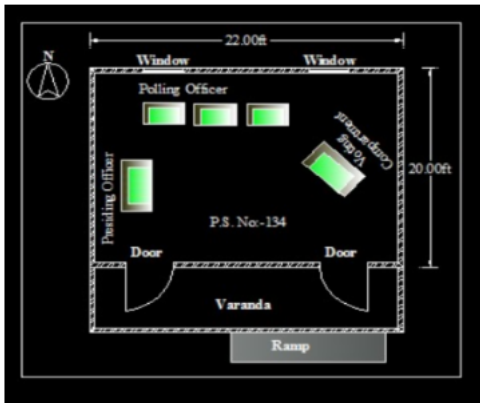 22.00ft
N
Window Window
Polling Officer
Voting
Compartment
20.00ft
Presiding Officer
P.S. No:-134
Door Door
Varanda
Ramp